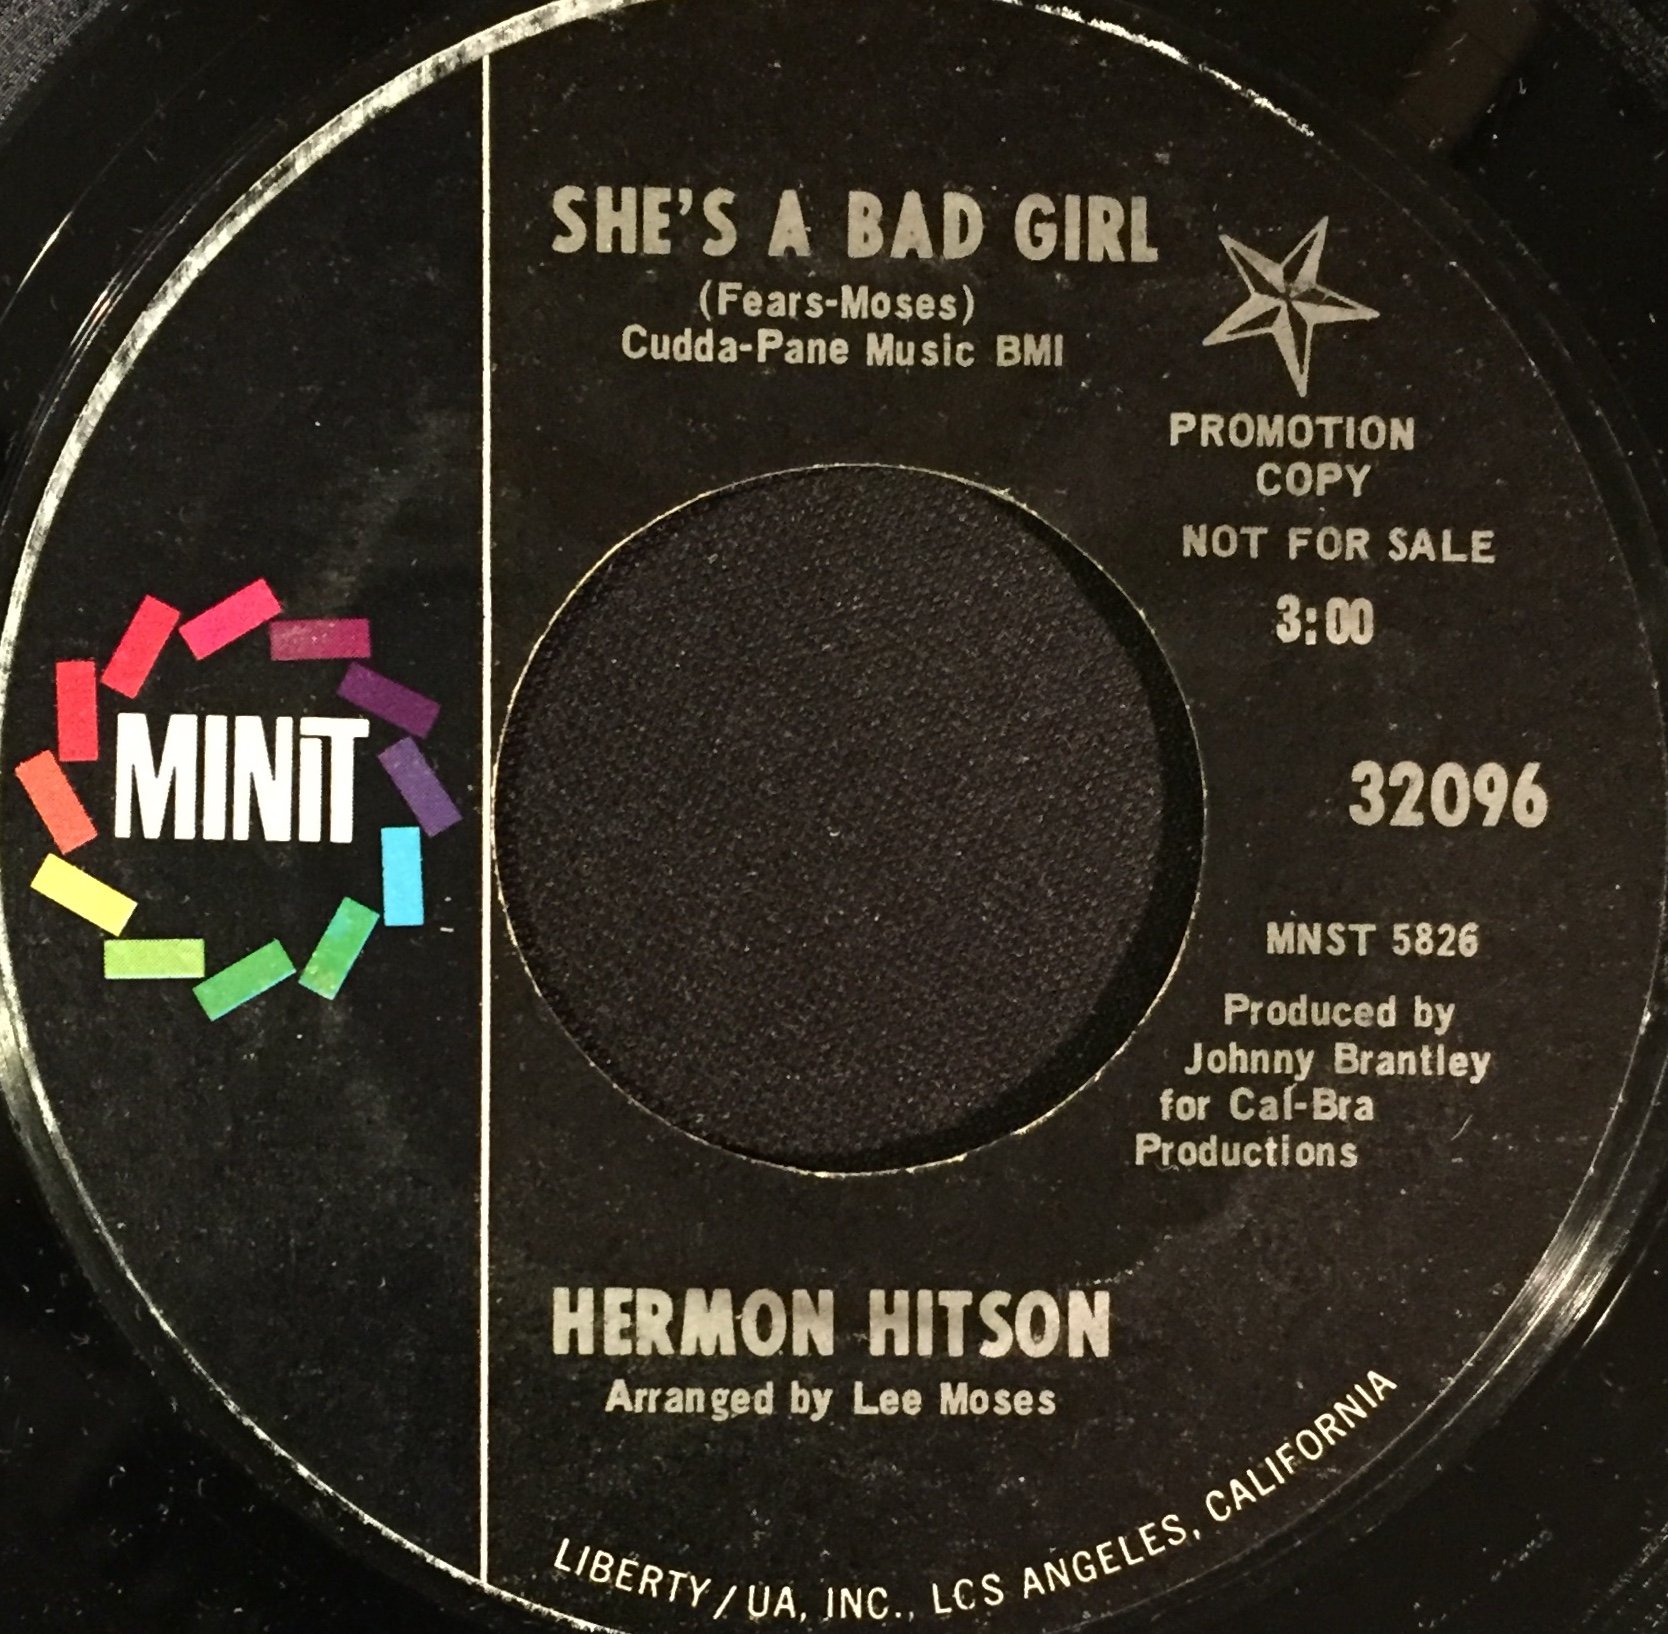 SHE'S A BAD GIRL
(Fears-Moses)
Cudda-Pane Music BMI
PROMOTION
COPY
NOT FOR SALE
3:00
MINIT
32096
MNST 5826
Produced by
Johnny Brantley
for Cal-Bra
Productions
HERMON HITSON
Arranged by Lee Moses
LIBERTY/UA, INC., LOS ANGELES, CALIFORNIA